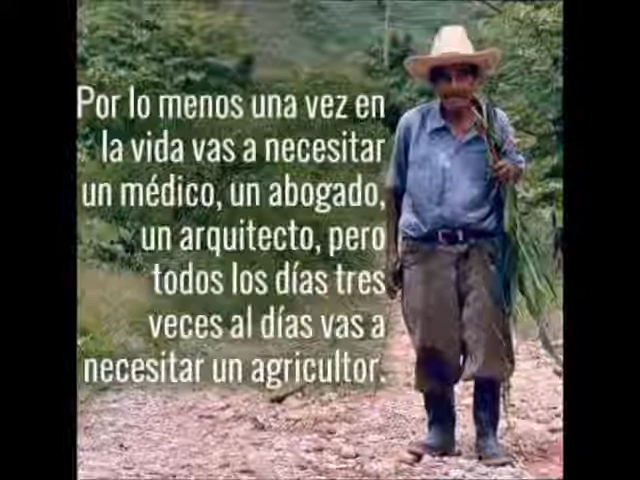 Por lo menos una vez en
la vida vas a necesitar
un médico, un abogado,
un arquitecto, pero
todos los días tres
veces al días vas a
necesitar un agricultor.